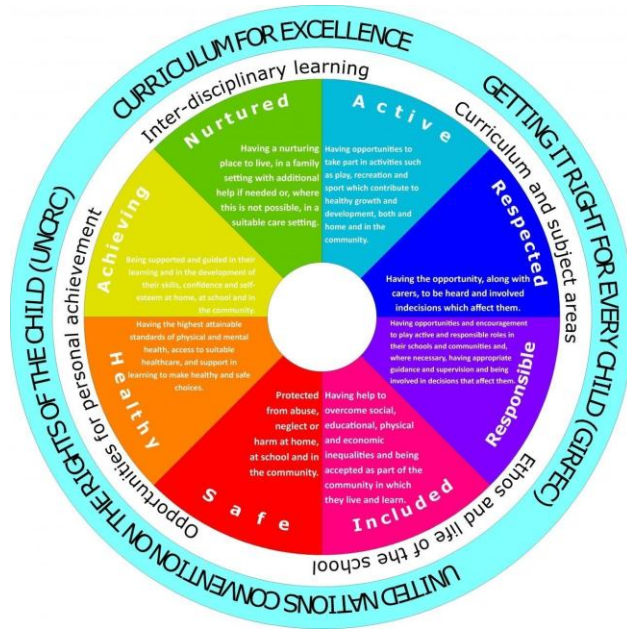 CURRICULUM FOR EXCELLENCE
GETTING IT RIGHT FOR EVERY CHILD (GIRFEC)
UNITED NATIONS CONVENTION ON THE RIGHTS OF THE CHILD (UNCRC)
Inter-disciplinary learning
Curriculum and subject areas
Ethos and life of the school
Opportunities for personal achievement
Nurtured
Having a nurturing
place to live, in a family
setting with additional
help if needed or, where
this is not possible, in a
suitable care setting.
Active
Having opportunities to
take part in activities such
as play, recreation and
sport which contribute to
healthy growth and
development, both and
home and in the
community.
Respected
Having the opportunity, along with
carers, to be heard and involved
indecisions which affect them.
Responsible
Having opportunities and encouragement
to play active and responsible roles in
their schools and communities and,
where necessary, having appropriate
guidance and supervision and being
involved in decisions that affect them.
Included
Having help to
overcome social,
educational, physical
and economic
inequalities and being
accepted as part of the
community in which
they live and learn.
Safe
Protected
from abuse,
neglect or
harm at home,
at school and in
the community.
Healthy
Having the highest attainable
standards of physical and mental
health, access to suitable
healthcare, and support in
learning to make healthy and safe
choices.
Achieving
Being supported and guided in their
learning and in the development of
their skills, confidence and self-
esteem at home, at school and in
the community.